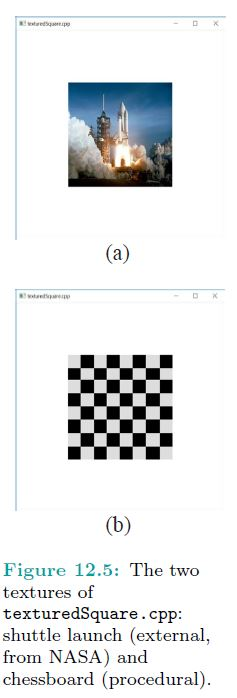 texturedSquare.cpp
(a)
texturedSquare.cpp
(b)
Figure 12.5: The two
textures of
texturedSquare.cpp:
shuttle launch (external,
from NASA) and
chessboard (procedural).